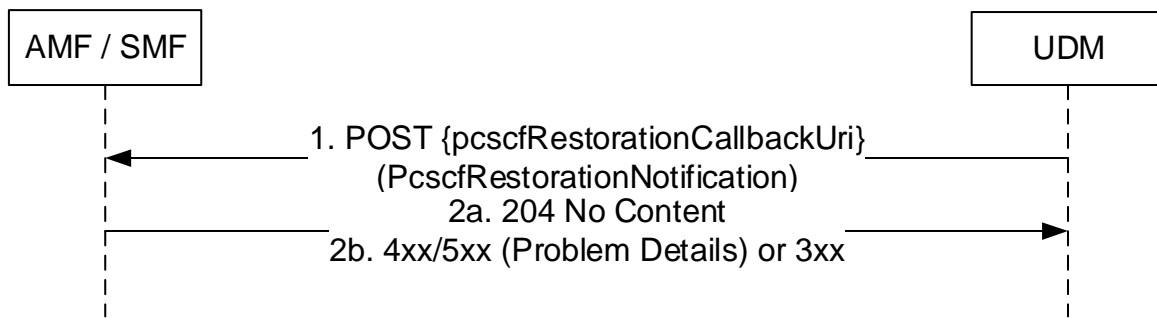 AMF / SMF
UDM
1. POST {pcscfRestorationCallbackUri}
(PcscfRestorationNotification)
2a. 204 No Content
2b. 4xx/5xx (Problem Details) or 3xx